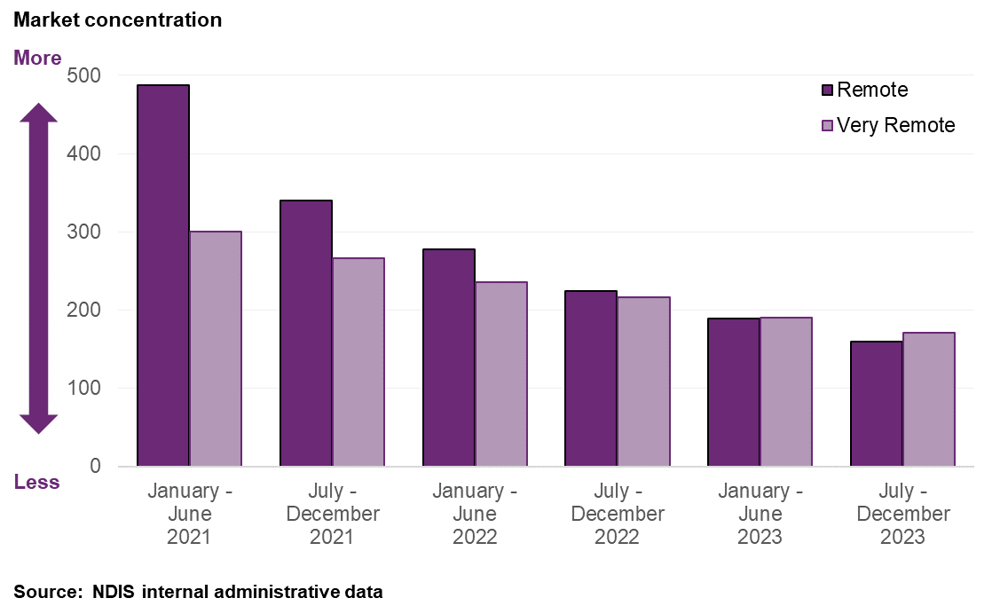 Market concentration
More
500
400
300
200
100
0
Less
Remote
Very Remote
January -
June
2021
July -
December
2021
January -
June
2022
July -
December
2022
January -
June
2023
July -
December
2023
Source:  NDIS internal administrative data